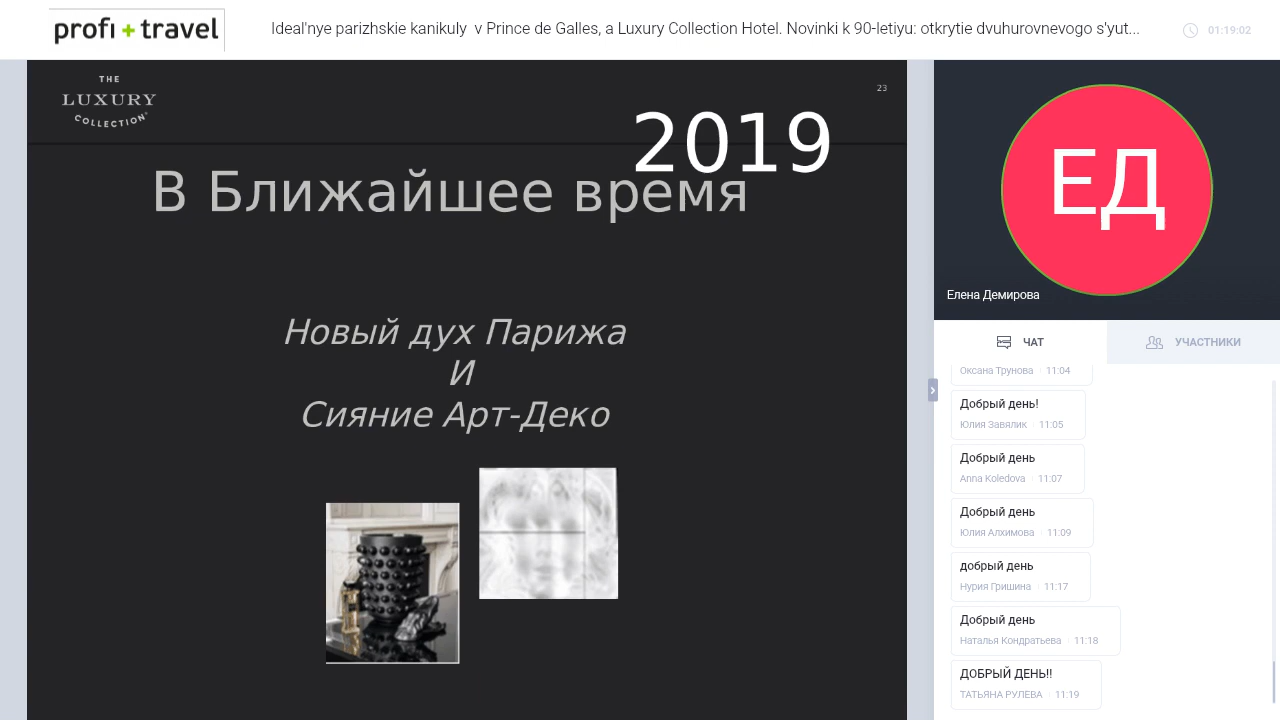 profi + travel
Ideal'nye parizhskie kanikuly v Prince de Galles, a Luxury Collection Hotel. Novinki k 90-letiyu: otkrytie dvuhurovnevogo s'yut...
01:19:02
THE
LUXURY
COLLECTION
23
2019
В Ближайшее время
Новый дух Парижа
И
Сияние Арт-Деко
ЕД
Елена Демирова
ЧАТ
УЧАСТНИКИ
Оксана Трунова 11:04
Добрый день!
Юлия Завялик 11:05
Добрый день
Anna Koledova 11:07
Добрый день
Юлия Алхимова 11:09
добрый день
Нурия Гришина 11:17
Добрый день
Наталья Кондратьева 11:18
ДОБРЫЙ ДЕНЬ!!
ТАТЬЯНА РУЛЕВА 11:19